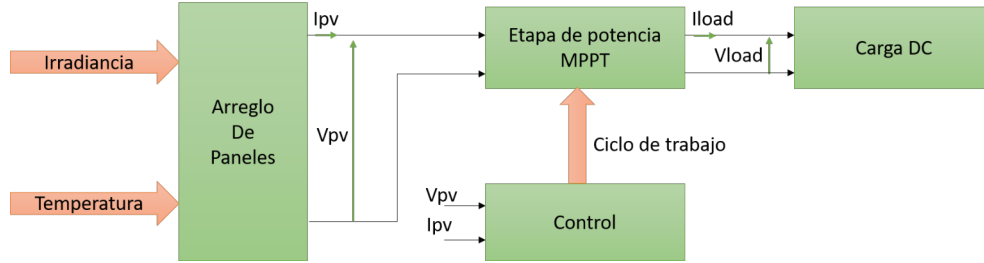 Irradiancia
Temperatura
Arreglo
De
Paneles
Ipv
Vpv
Etapa de potencia
MPPT
Iload
Vload
Carga DC
Ciclo de trabajo
Vpv
Ipv
Control